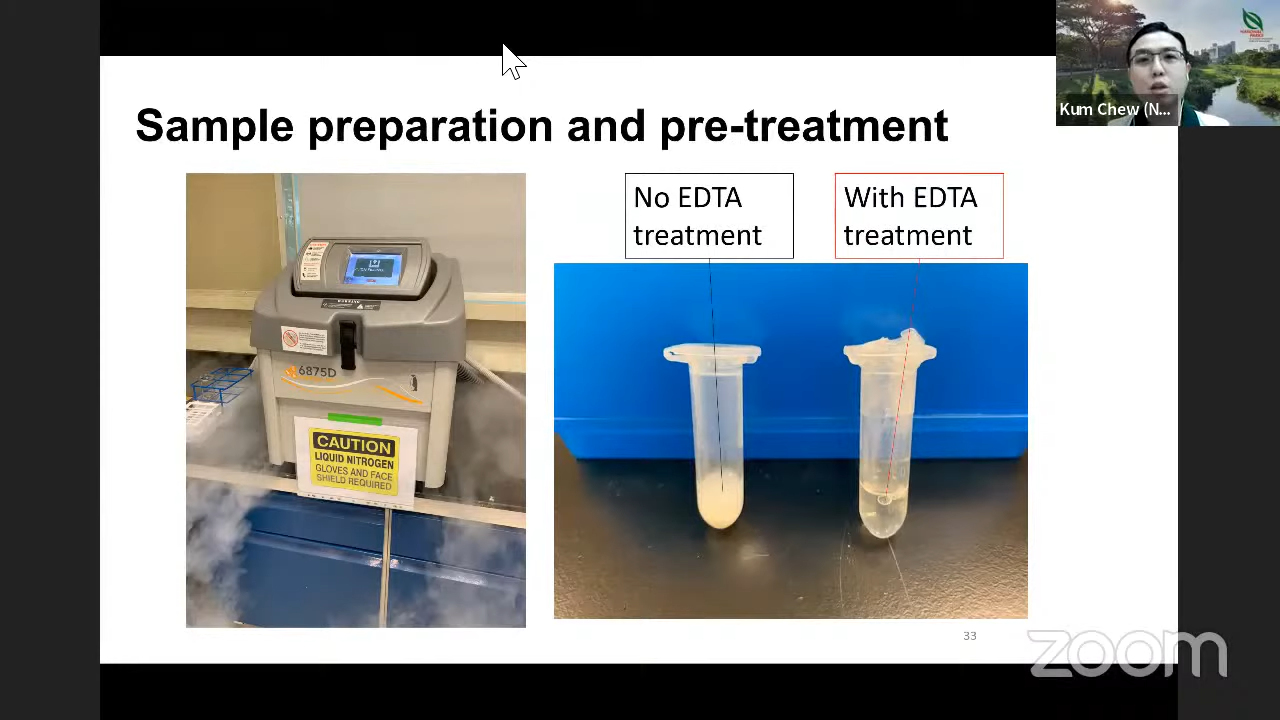 Kum Chew (N...
Sample preparation and pre-treatment
No EDTA
treatment
With EDTA
treatment
6875D
CAUTION
LIQUID NITROGEN
GLOVES AND FACE
SHIELD REQUIRED
33
zoom